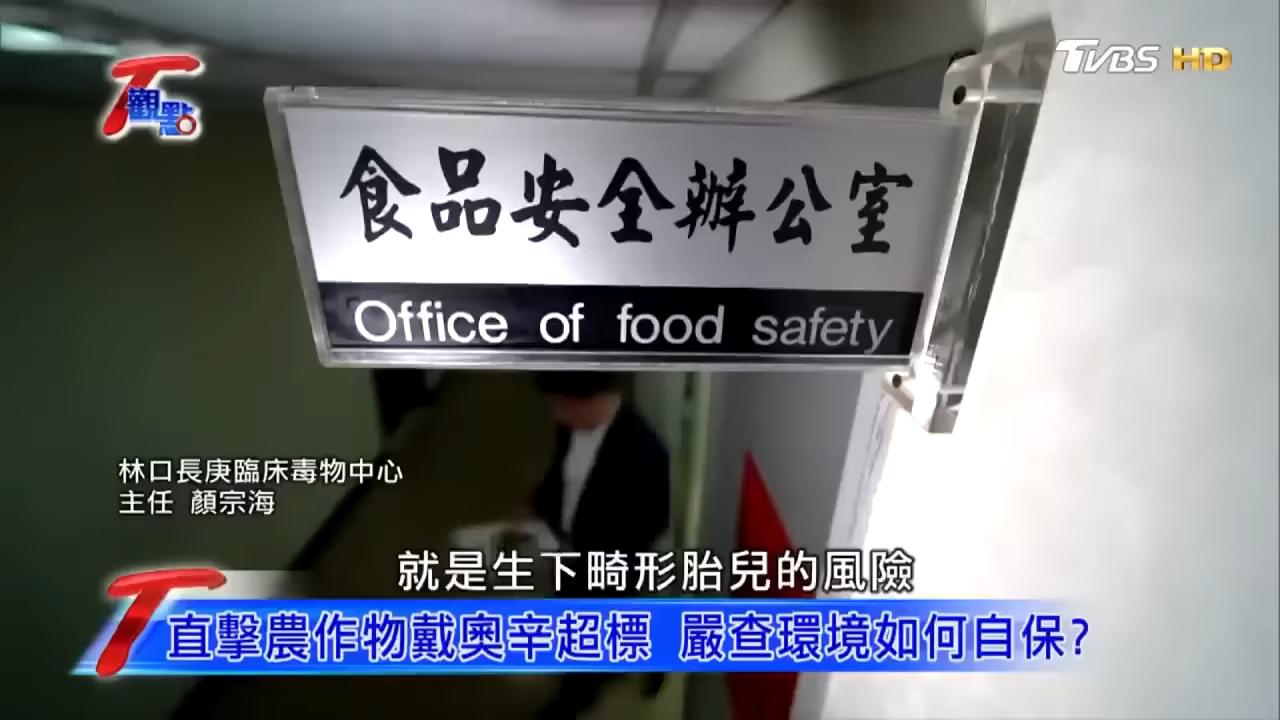 T觀點
TVBS HD
食品安全辦公室
Office of food safety
林口長庚臨床毒物中心
主任 顏宗海
就是生下畸形胎兒的風險
T
直擊農作物戴奧辛超標 嚴查環境如何自保?